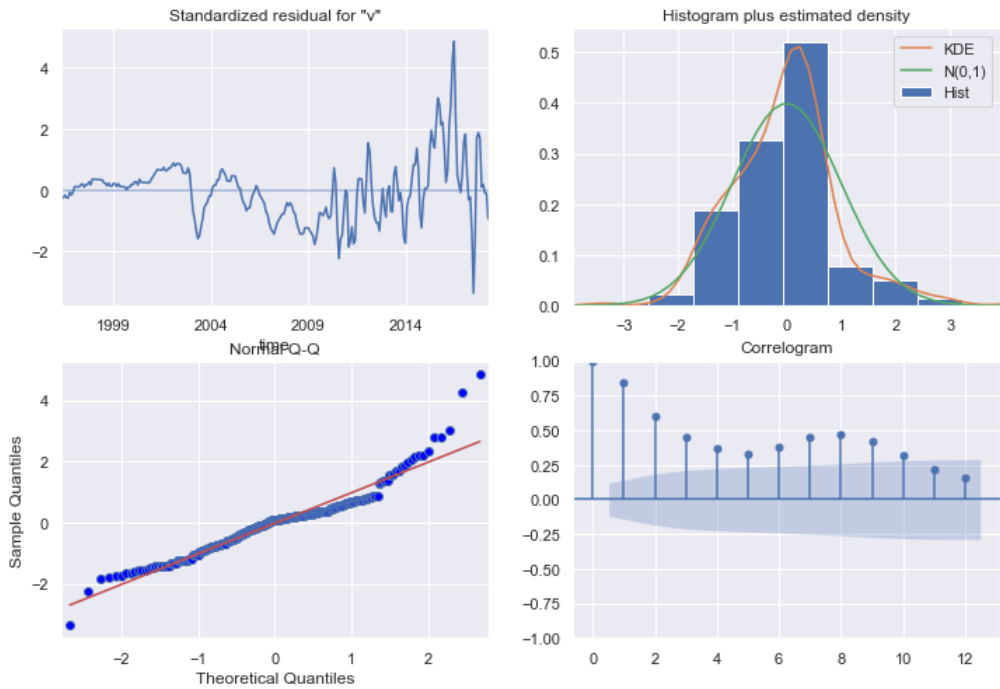 Standardized residual for "v"
4
2
0
−2
1999 2004 2009 2014
time
Histogram plus estimated density
KDE
N(0,1)
Hist
0.5
0.4
0.3
0.2
0.1
0.0
−3 −2 −1 0 1 2 3
Normal Q-Q
Sample Quantiles
4
2
0
−2
−2 −1 0 1 2
Theoretical Quantiles
Correlogram
1.00
0.75
0.50
0.25
0.00
−0.25
−0.50
−0.75
−1.00
0 2 4 6 8 10 12